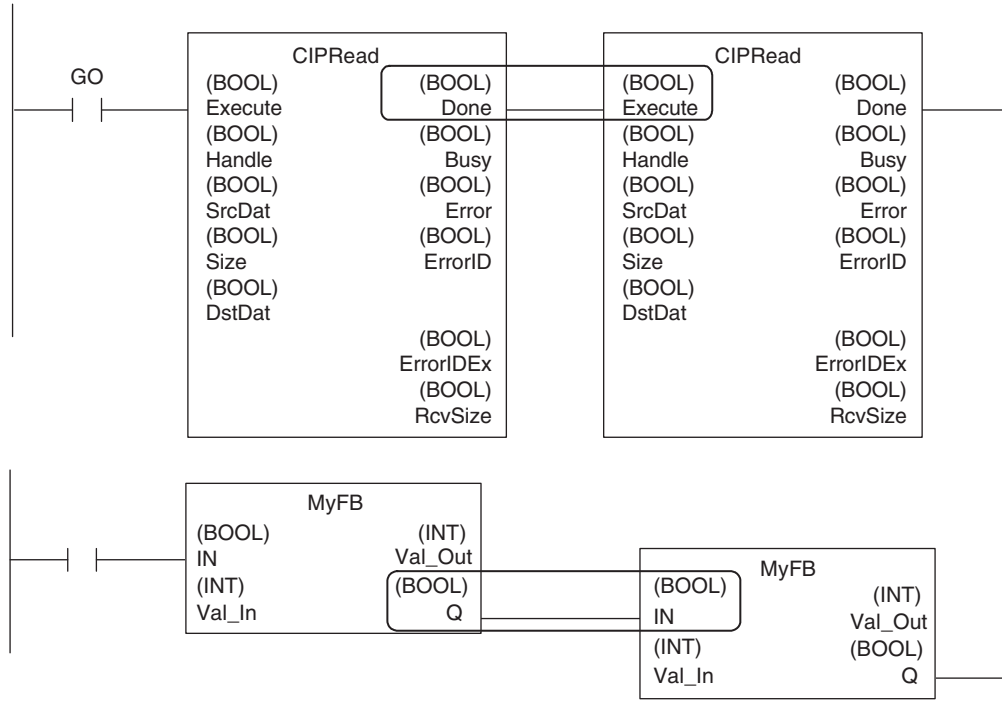 CIPRead
CIPRead
GO
(BOOL) (BOOL) (BOOL) (BOOL)
Execute Done Execute Done
(BOOL) (BOOL) (BOOL) (BOOL)
Handle Busy Handle Busy
(BOOL) (BOOL) (BOOL) (BOOL)
SrcDat Error SrcDat Error
(BOOL) (BOOL) (BOOL) (BOOL)
Size ErrorID Size ErrorID
(BOOL) (BOOL)
DstDat DstDat
(BOOL) (BOOL)
ErrorIDEx ErrorIDEx
(BOOL) (BOOL)
RcvSize RcvSize
MyFB
(BOOL) (INT)
IN Val_Out
(INT) (BOOL)
Val_In Q
MyFB
(BOOL) (INT)
IN Val_Out
(INT) (BOOL)
Val_In Q